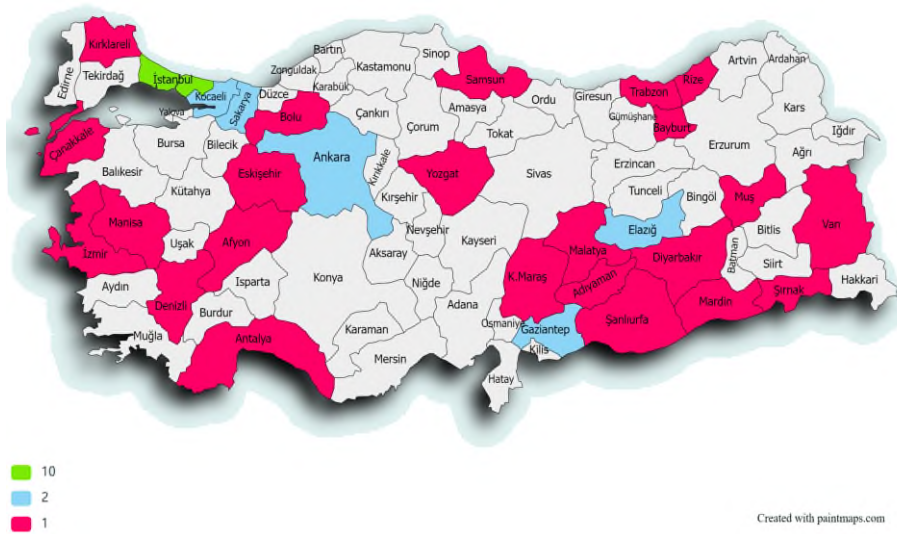 Kırklareli
Edirne
Tekirdağ
İstanbul
Kocaeli
Sakarya
Yalova
Düzce
Zonguldak
Bartın
Karabük
Kastamonu
Sinop
Samsun
Bolu
Çankırı
Çorum
Amasya
Ordu
Giresun
Trabzon
Rize
Artvin
Ardahan
Kars
Iğdır
Gümüşhane
Bayburt
Tokat
Erzincan
Erzurum
Ağrı
Çanakkale
Balıkesir
Bursa
Bilecik
Eskişehir
Ankara
Kırıkkale
Yozgat
Sivas
Tunceli
Bingöl
Muş
Van
Kütahya
Kırşehir
Nevşehir
Kayseri
Malatya
Elazığ
Diyarbakır
Batman
Bitlis
Siirt
Hakkari
Manisa
İzmir
Uşak
Afyon
Aksaray
Konya
Niğde
K.Maraş
Adıyaman
Şanlıurfa
Mardin
Şırnak
Aydın
Denizli
Isparta
Burdur
Muğla
Antalya
Karaman
Mersin
Adana
Osmaniye
Gaziantep
Kilis
Hatay
10
2
1
Created with paintmaps.com